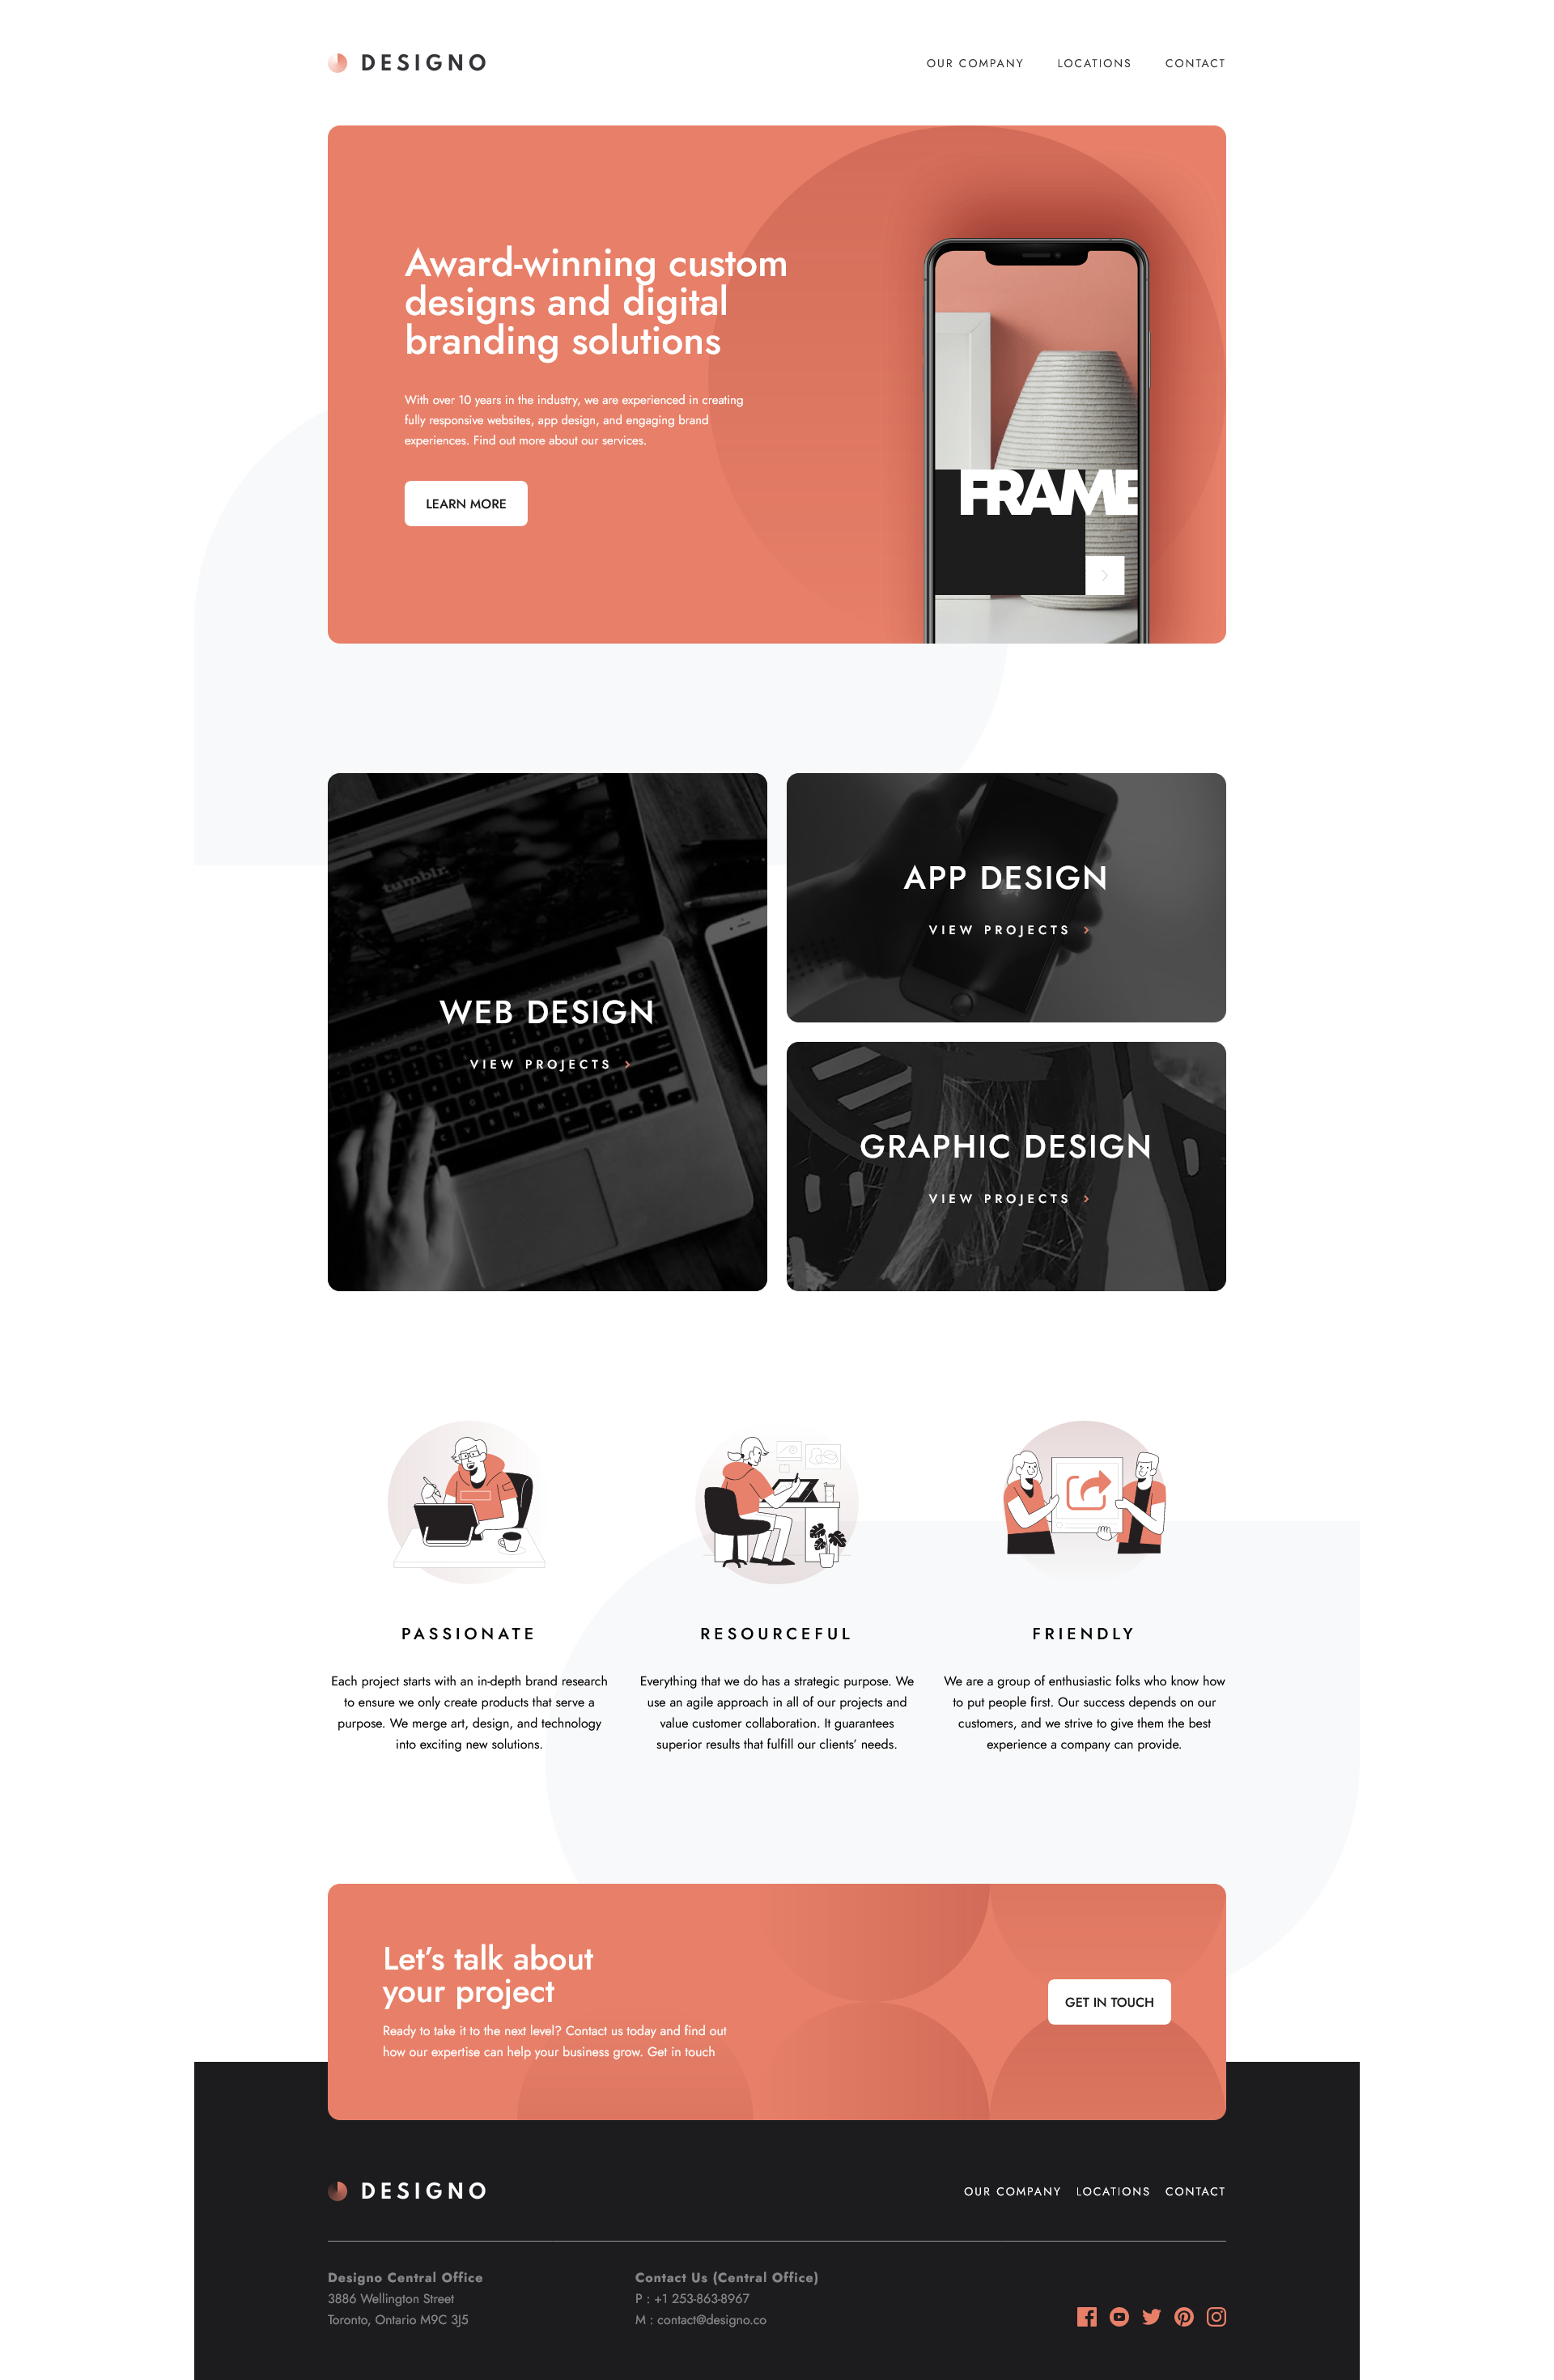 DESIGNO
OUR COMPANY LOCATIONS CONTACT
Award-winning custom
designs and digital
branding solutions
With over 10 years in the industry, we are experienced in creating
fully responsive websites, app design, and engaging brand
experiences. Find out more about our services.
LEARN MORE
FRAME
tumblr.
WEB DESIGN
VIEW PROJECTS
APP DESIGN
VIEW PROJECTS
GRAPHIC DESIGN
VIEW PROJECTS
PASSIONATE
Each project starts with an in-depth brand research
to ensure we only create products that serve a
purpose. We merge art, design, and technology
into exciting new solutions.
RESOURCEFUL
Everything that we do has a strategic purpose. We
use an agile approach in all of our projects and
value customer collaboration. It guarantees
superior results that fulfill our clients’ needs.
FRIENDLY
We are a group of enthusiastic folks who know how
to put people first. Our success depends on our
customers, and we strive to give them the best
experience a company can provide.
Let’s talk about
your project
Ready to take it to the next level? Contact us today and find out
how our expertise can help your business grow. Get in touch
GET IN TOUCH
DESIGNO
OUR COMPANY LOCATIONS CONTACT
Designo Central Office
3886 Wellington Street
Toronto, Ontario M9C 3J5
Contact Us (Central Office)
P : +1 253-863-8967
M : contact@designo.co